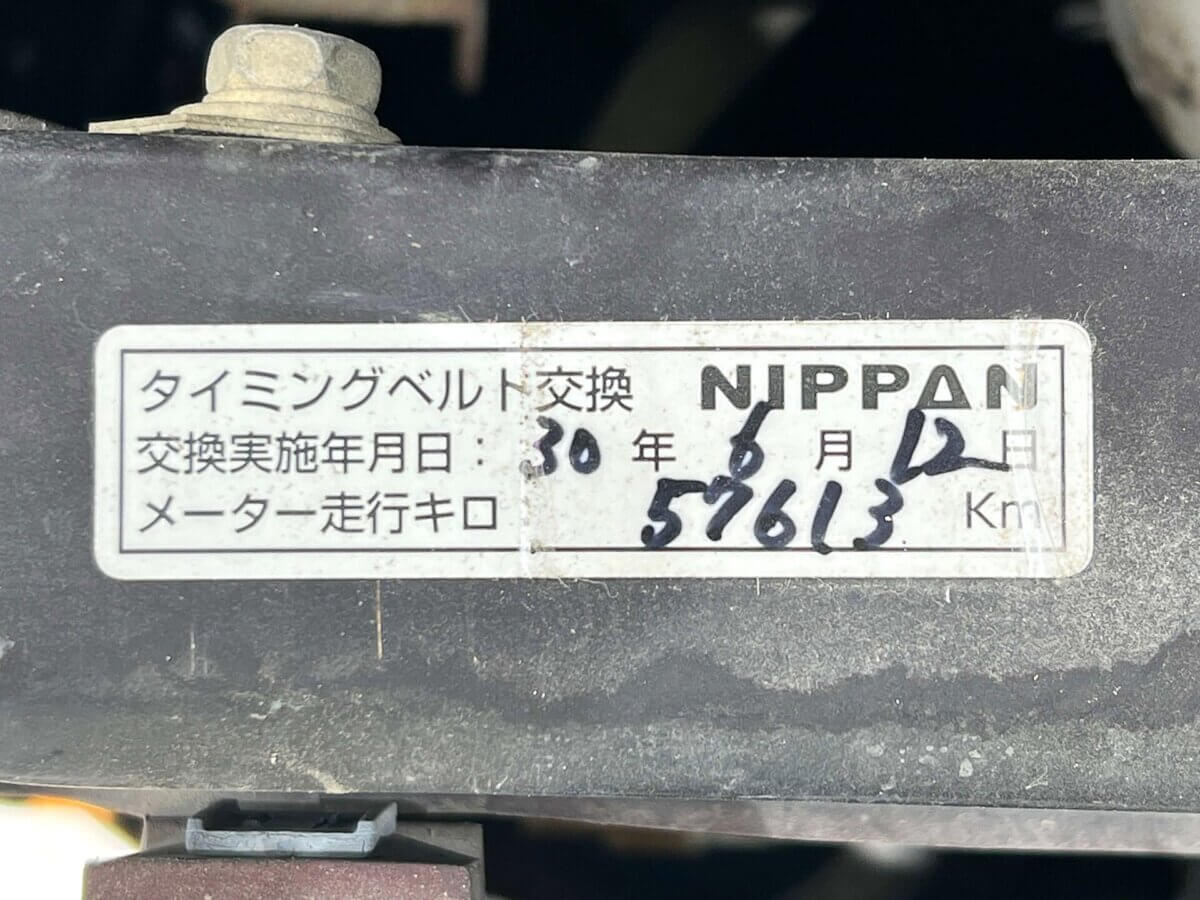 タイミングベルト交換 NIPPAN
交換実施年月日: 30 年 6 月 12 日
メーター走行キロ 57613 Km